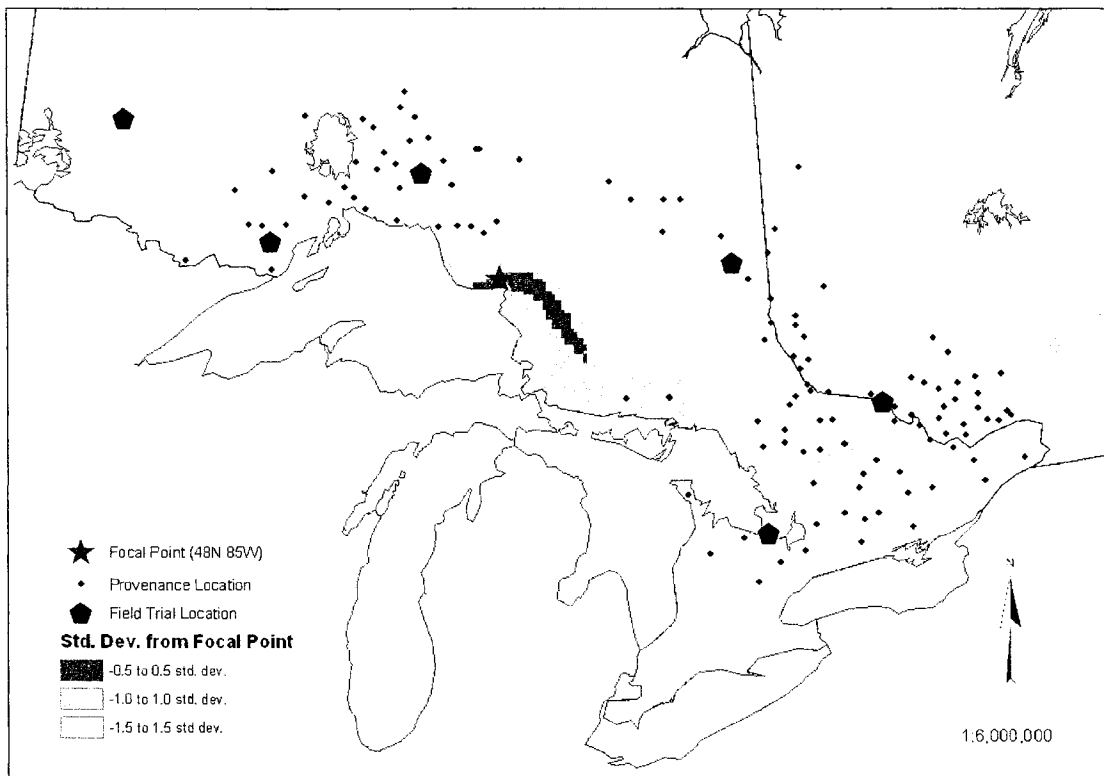 Focal Point (48N 85W)
Provenance Location
Field Trial Location
Std. Dev. from Focal Point
-0.5 to 0.5 std. dev.
-1.0 to 1.0 std. dev.
-1.5 to 1.5 std dev.
N
1:6,000,000